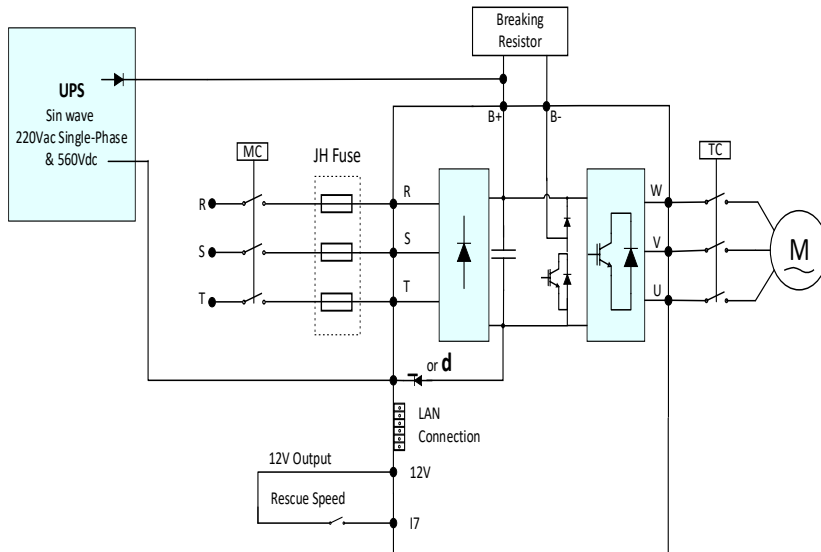 Breaking
Resistor
UPS
Sin wave
220Vac Single-Phase
& 560Vdc
B+
B-
MC
JH Fuse
TC
R
R
W
S
S
V
M
T
T
U
or d
LAN
Connection
12V Output
12V
Rescue Speed
I7